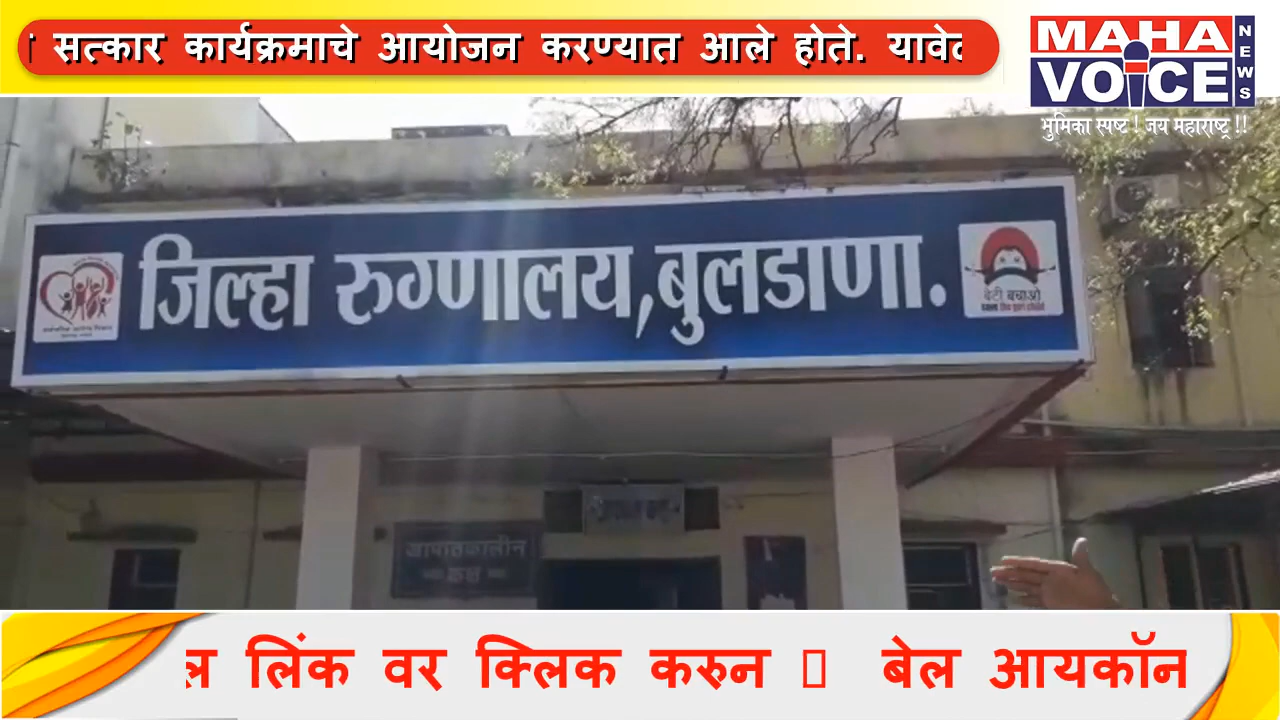 सत्कार कार्यक्रमाचे आयोजन करण्यात आले होते. यावेळ
MAHA
VOICE
NEWS
भुमिका स्पष्ट ! जय महाराष्ट्र !!
जिल्हा रुग्णालय,बुलडाणा.
बेटी बचाओ
आपातकालीन
कक्ष
ल लिंक वर क्लिक करुन बेल आयकॉन